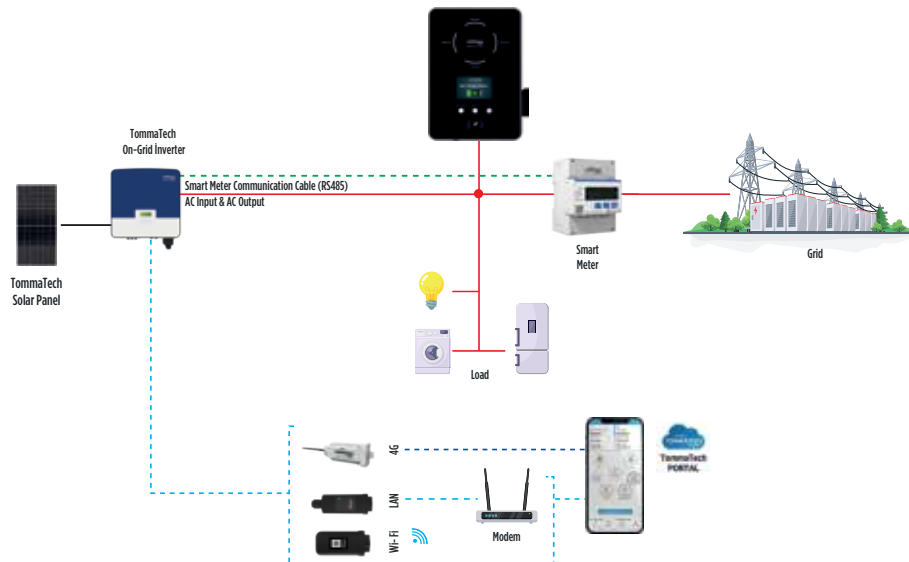 TommaTech
On-Grid İnverter
Smart Meter Communication Cable (RS485)
AC Input & AC Output
TommaTech
Solar Panel
Smart
Meter
Grid
Load
4G
LAN
Wi-Fi
Modem
TommaTech
PORTAL